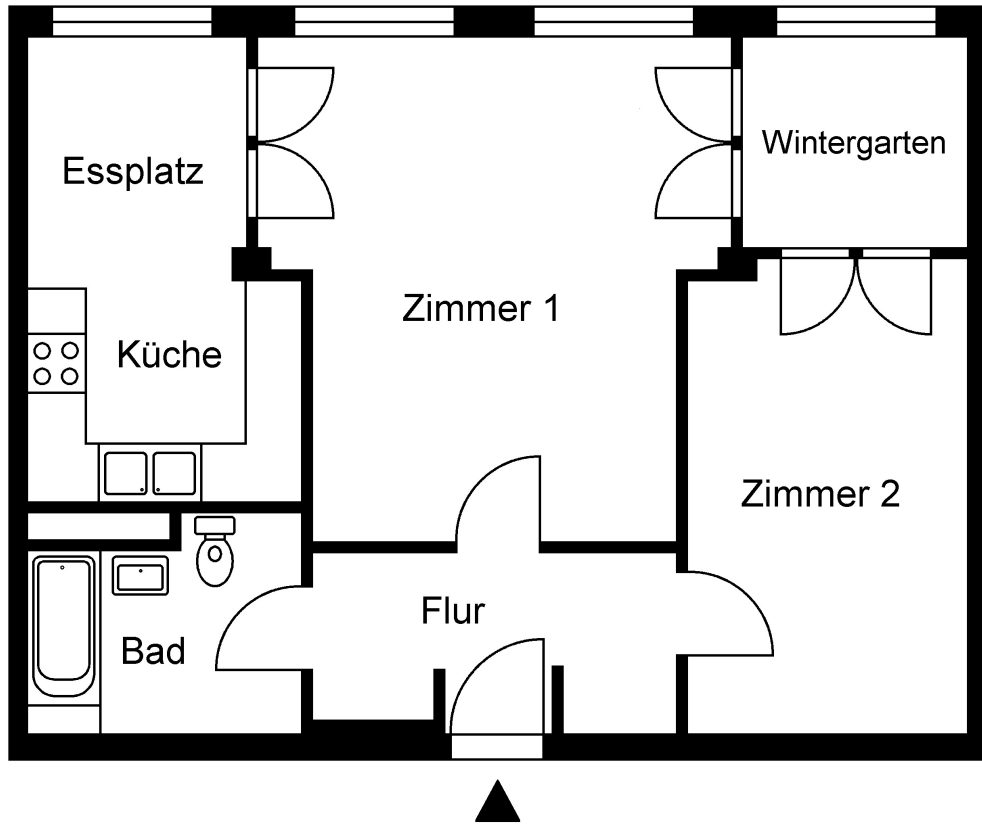 Essplatz
Wintergarten
Zimmer 1
Küche
Zimmer 2
Flur
Bad